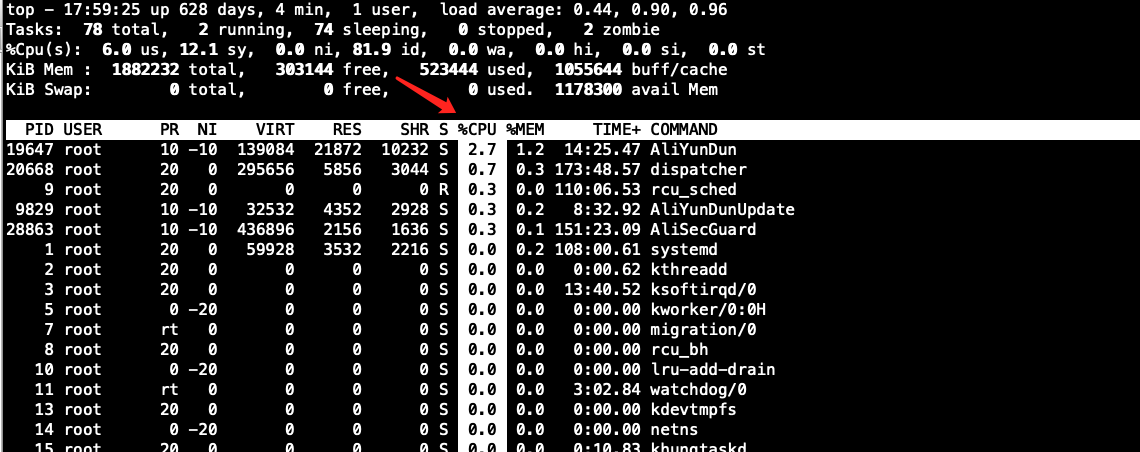 top - 17:59:25 up 628 days, 4 min, 1 user, load average: 0.44, 0.90, 0.96
Tasks: 78 total, 2 running, 74 sleeping, 0 stopped, 2 zombie
%Cpu(s): 6.0 us, 12.1 sy, 0.0 ni, 81.9 id, 0.0 wa, 0.0 hi, 0.0 si, 0.0 st
KiB Mem : 1882232 total, 303144 free, 523444 used, 1055644 buff/cache
KiB Swap: 0 total, 0 free, 0 used. 1178300 avail Mem
PID USER PR NI VIRT RES SHR S %CPU %MEM TIME+ COMMAND
19647 root 10 -10 139084 21872 10232 S 2.7 1.2 14:25.47 AliYunDun
20668 root 20 0 295656 5856 3044 S 0.7 0.3 173:48.57 dispatcher
9 root 20 0 0 0 0 R 0.3 0.0 110:06.53 rcu_sched
9829 root 10 -10 32532 4352 2928 S 0.3 0.2 8:32.92 AliYunDunUpdate
28863 root 10 -10 436896 2156 1636 S 0.3 0.1 151:23.09 AliSecGuard
1 root 20 0 59928 3532 2216 S 0.0 0.2 108:00.61 systemd
2 root 20 0 0 0 0 S 0.0 0.0 0:00.62 kthreadd
3 root 20 0 0 0 0 S 0.0 0.0 13:40.52 ksoftirqd/0
5 root 0 -20 0 0 0 S 0.0 0.0 0:00.00 kworker/0:0H
7 root rt 0 0 0 0 S 0.0 0.0 0:00.00 migration/0
8 root 20 0 0 0 0 S 0.0 0.0 0:00.00 rcu_bh
10 root 0 -20 0 0 0 S 0.0 0.0 0:00.00 lru-add-drain
11 root rt 0 0 0 0 S 0.0 0.0 3:02.84 watchdog/0
13 root 20 0 0 0 0 S 0.0 0.0 0:00.00 kdevtmpfs
14 root 0 -20 0 0 0 S 0.0 0.0 0:00.00 netns
15 root 20 0 0 0 0 S 0.0 0.0 0:10.83 khungtaskd